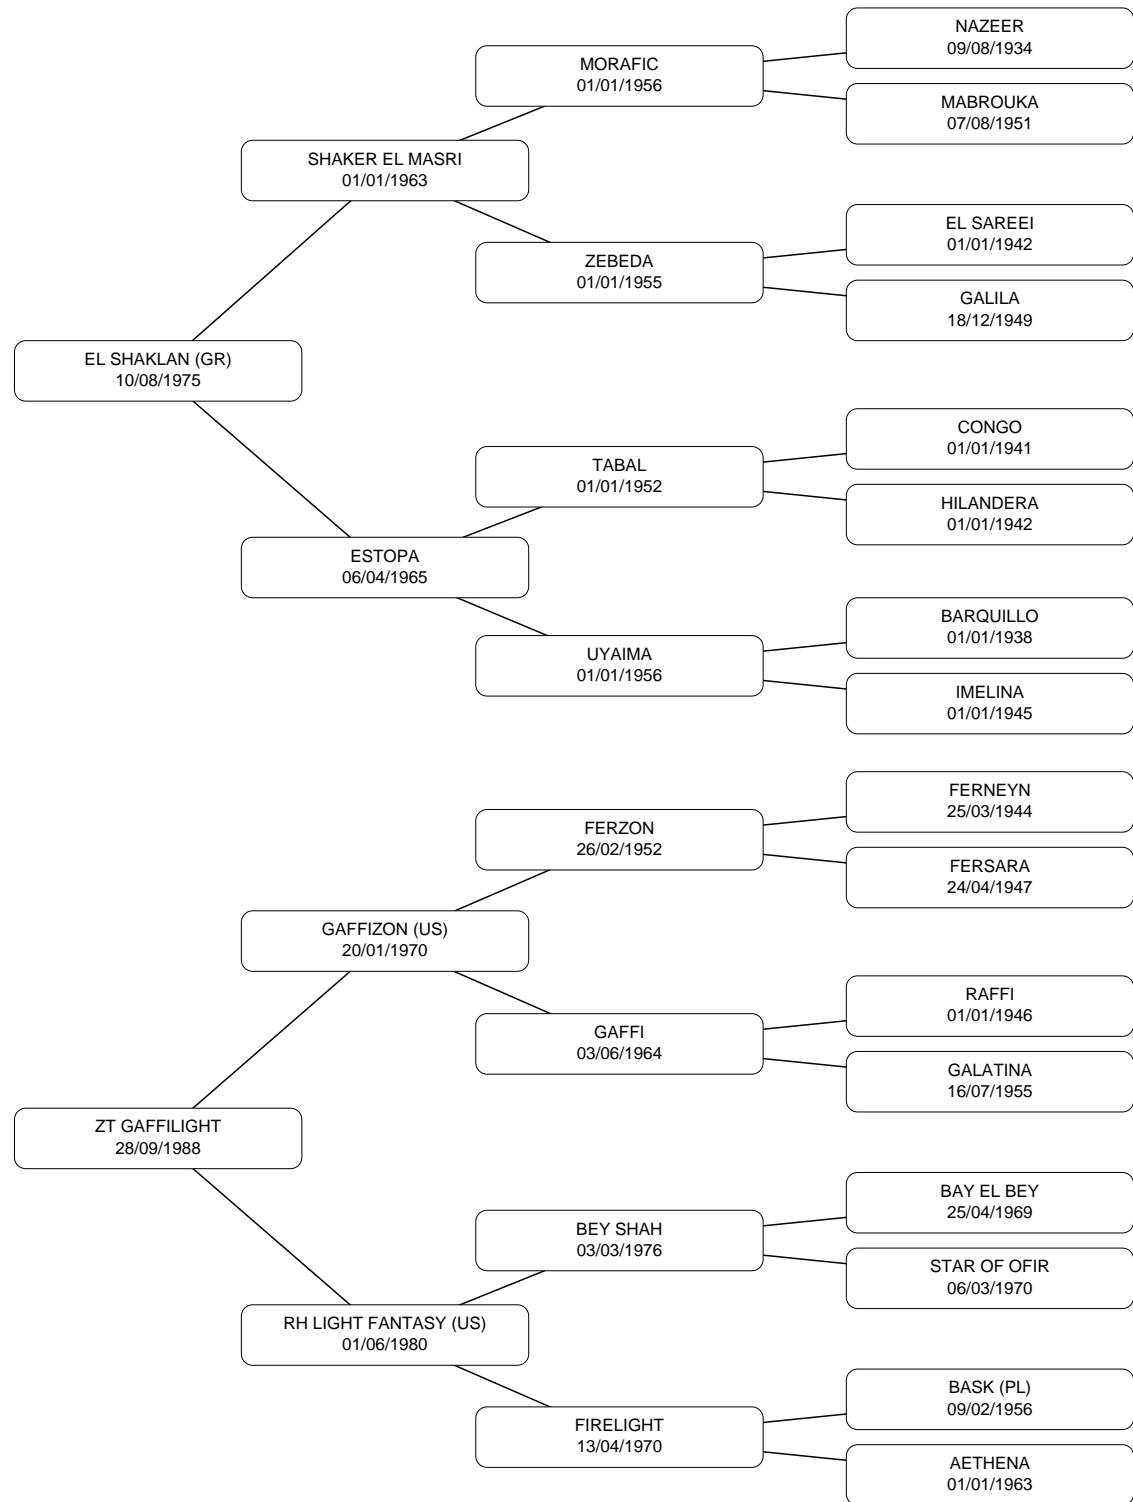 NAZEER
09/08/1934
MORAFIC
01/01/1956
MABROUKA
07/08/1951
SHAKER EL MASRI
01/01/1963
EL SAREEI
01/01/1942
ZEBEDA
01/01/1955
GALILA
18/12/1949
EL SHAKLAN (GR)
10/08/1975
CONGO
01/01/1941
TABAL
01/01/1952
HILANDERA
01/01/1942
ESTOPA
06/04/1965
BARQUILLO
01/01/1938
UYAIMA
01/01/1956
IMELINA
01/01/1945
FERNEYN
25/03/1944
FERZON
26/02/1952
FERSARA
24/04/1947
GAFFIZON (US)
20/01/1970
RAFFI
01/01/1946
GAFFI
03/06/1964
GALATINA
16/07/1955
ZT GAFFILIGHT
28/09/1988
BAY EL BEY
25/04/1969
BEY SHAH
03/03/1976
STAR OF OFIR
06/03/1970
RH LIGHT FANTASY (US)
01/06/1980
BASK (PL)
09/02/1956
FIRELIGHT
13/04/1970
AETHENA
01/01/1963